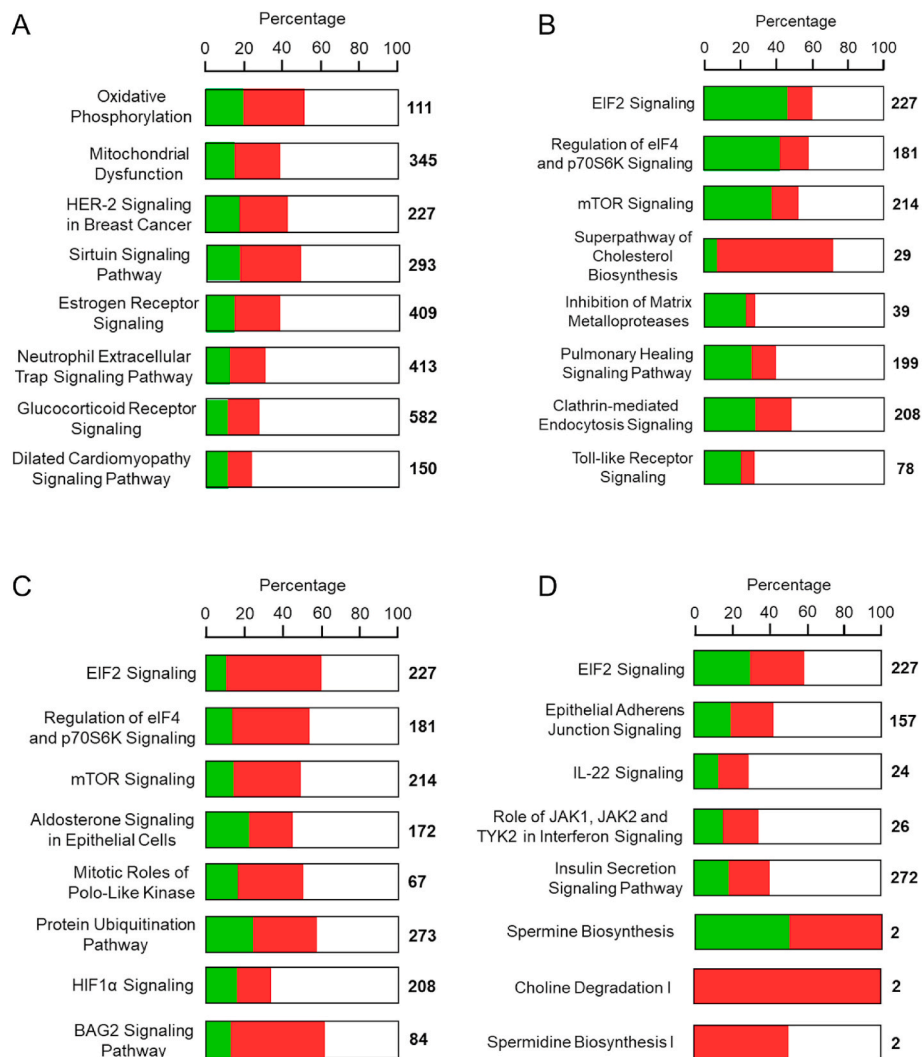 A
Percentage
0 20 40 60 80 100
Oxidative
Phosphorylation
111
Mitochondrial
Dysfunction
345
HER-2 Signaling
in Breast Cancer
227
Sirtuin Signaling
Pathway
293
Estrogen Receptor
Signaling
409
Neutrophil Extracellular
Trap Signaling Pathway
413
Glucocorticoid Receptor
Signaling
582
Dilated Cardiomyopathy
Signaling Pathway
150
B
Percentage
0 20 40 60 80 100
EIF2 Signaling
227
Regulation of eIF4
and p70S6K Signaling
181
mTOR Signaling
214
Superpathway of
Cholesterol
Biosynthesis
29
Inhibition of Matrix
Metalloproteases
39
Pulmonary Healing
Signaling Pathway
199
Clathrin-mediated
Endocytosis Signaling
208
Toll-like Receptor
Signaling
78
C
Percentage
0 20 40 60 80 100
EIF2 Signaling
227
Regulation of eIF4
and p70S6K Signaling
181
mTOR Signaling
214
Aldosterone Signaling
in Epithelial Cells
172
Mitotic Roles of
Polo-Like Kinase
67
Protein Ubiquitination
Pathway
273
HIF1α Signaling
208
BAG2 Signaling
Pathway
84
D
Percentage
0 20 40 60 80 100
EIF2 Signaling
227
Epithelial Adherens
Junction Signaling
157
IL-22 Signaling
24
Role of JAK1, JAK2 and
TYK2 in Interferon Signaling
26
Insulin Secretion
Signaling Pathway
272
Spermine Biosynthesis
2
Choline Degradation I
2
Spermidine Biosynthesis I
2